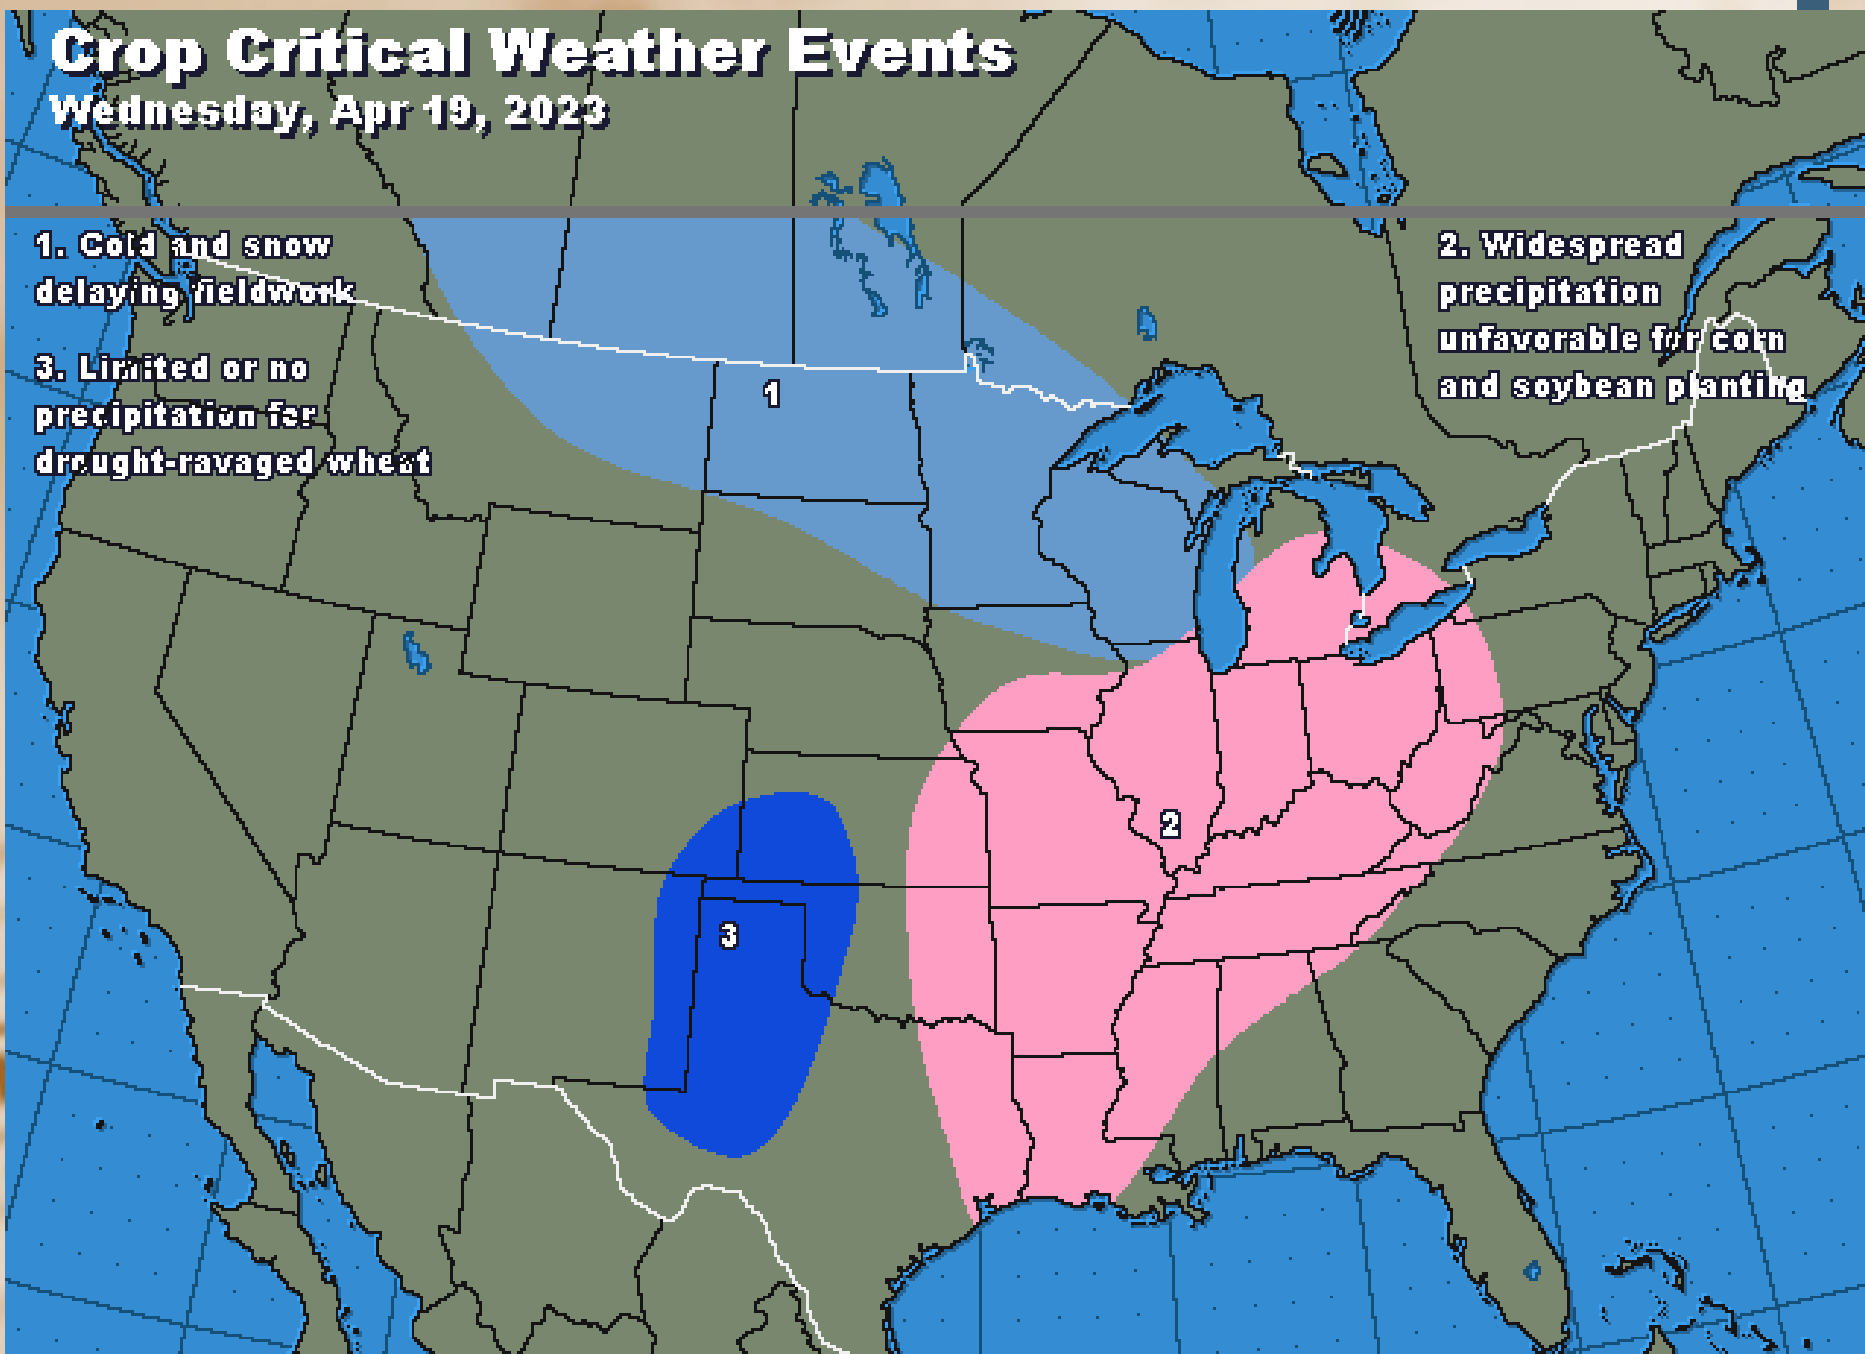 Crop Critical Weather Events
Wednesday, Apr 19, 2023
1. Cold and snow
delaying fieldwork
3. Limited or no
precipitation for
drought-ravaged wheat
2. Widespread
precipitation
unfavorable for corn
and soybean planting
1
2
3